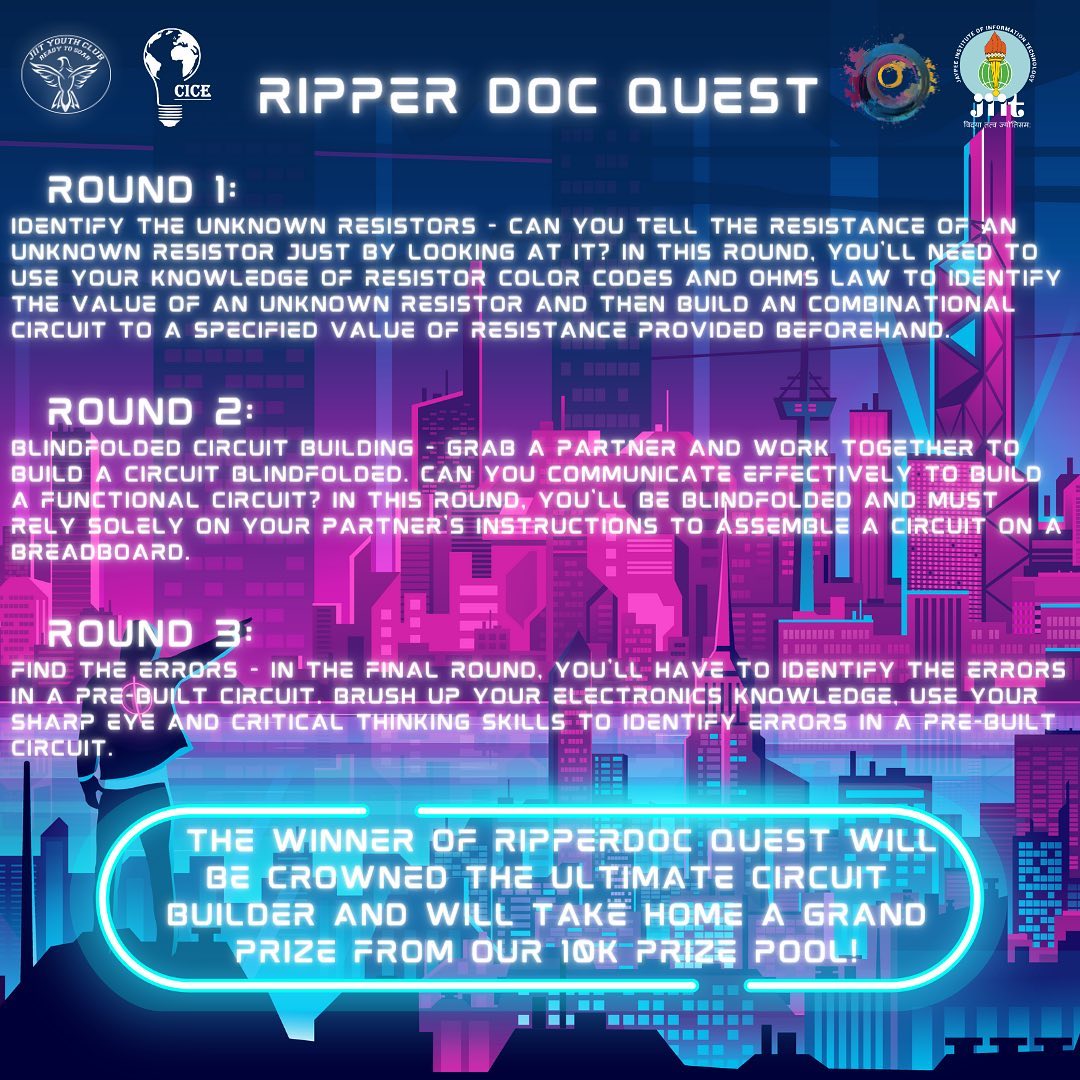 JIIT YOUTH CLUB
READY TO SOAR
CICE
RIPPER DOC QUEST
JAYPEE INSTITUTE OF INFORMATION TECHNOLOGY
jiit
विद्या तत्व ज्योतिसमः
ROUND 1:
IDENTIFY THE UNKNOWN RESISTORS - CAN YOU TELL THE RESISTANCE OF AN
UNKNOWN RESISTOR JUST BY LOOKING AT IT? IN THIS ROUND, YOU'LL NEED TO
USE YOUR KNOWLEDGE OF RESISTOR COLOR CODES AND OHMS LAW TO IDENTIFY
THE VALUE OF AN UNKNOWN RESISTOR AND THEN BUILD AN COMBINATIONAL
CIRCUIT TO A SPECIFIED VALUE OF RESISTANCE PROVIDED BEFOREHAND.
ROUND 2:
BLINDFOLDED CIRCUIT BUILDING - GRAB A PARTNER AND WORK TOGETHER TO
BUILD A CIRCUIT BLINDFOLDED. CAN YOU COMMUNICATE EFFECTIVELY TO BUILD
A FUNCTIONAL CIRCUIT? IN THIS ROUND, YOU'LL BE BLINDFOLDED AND MUST
RELY SOLELY ON YOUR PARTNER'S INSTRUCTIONS TO ASSEMBLE A CIRCUIT ON A
BREADBOARD.
ROUND 3:
FIND THE ERRORS - IN THE FINAL ROUND, YOU'LL HAVE TO IDENTIFY THE ERRORS
IN A PRE-BUILT CIRCUIT. BRUSH UP YOUR ELECTRONICS KNOWLEDGE, USE YOUR
SHARP EYE AND CRITICAL THINKING SKILLS TO IDENTIFY ERRORS IN A PRE-BUILT
CIRCUIT.
THE WINNER OF RIPPERDOC QUEST WILL
BE CROWNED THE ULTIMATE CIRCUIT
BUILDER AND WILL TAKE HOME A GRAND
PRIZE FROM OUR 10K PRIZE POOL!